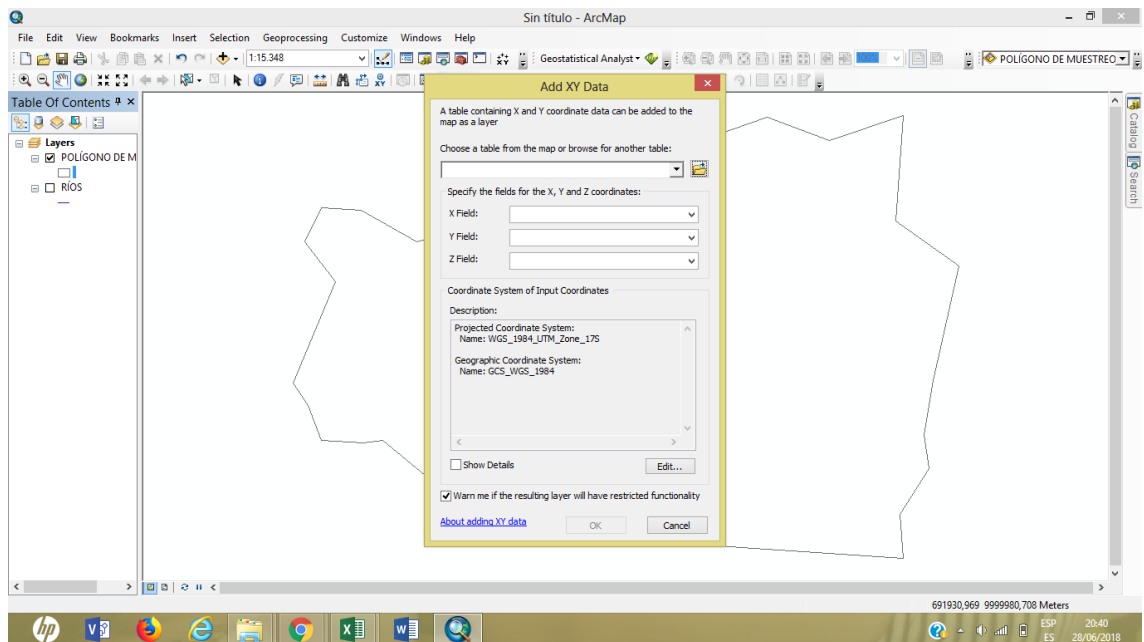 Sin título - ArcMap
File Edit View Bookmarks Insert Selection Geoprocessing Customize Windows Help
1:15.348
Geostatistical Analyst
100%
POLÍGONO DE MUESTREO
Table Of Contents
Layers
POLÍGONO DE M
RÍOS
Add XY Data
A table containing X and Y coordinate data can be added to the
map as a layer
Choose a table from the map or browse for another table:
Specify the fields for the X, Y and Z coordinates:
X Field:
Y Field:
Z Field:
Coordinate System of Input Coordinates
Description:
Projected Coordinate System:
Name: WGS_1984_UTM_Zone_17S
Geographic Coordinate System:
Name: GCS_WGS_1984
Show Details
Edit...
Warn me if the resulting layer will have restricted functionality
About adding XY data
OK
Cancel
Catalog
Search
691930,969 9999980,708 Meters
ESP
ES
20:40
28/06/2018